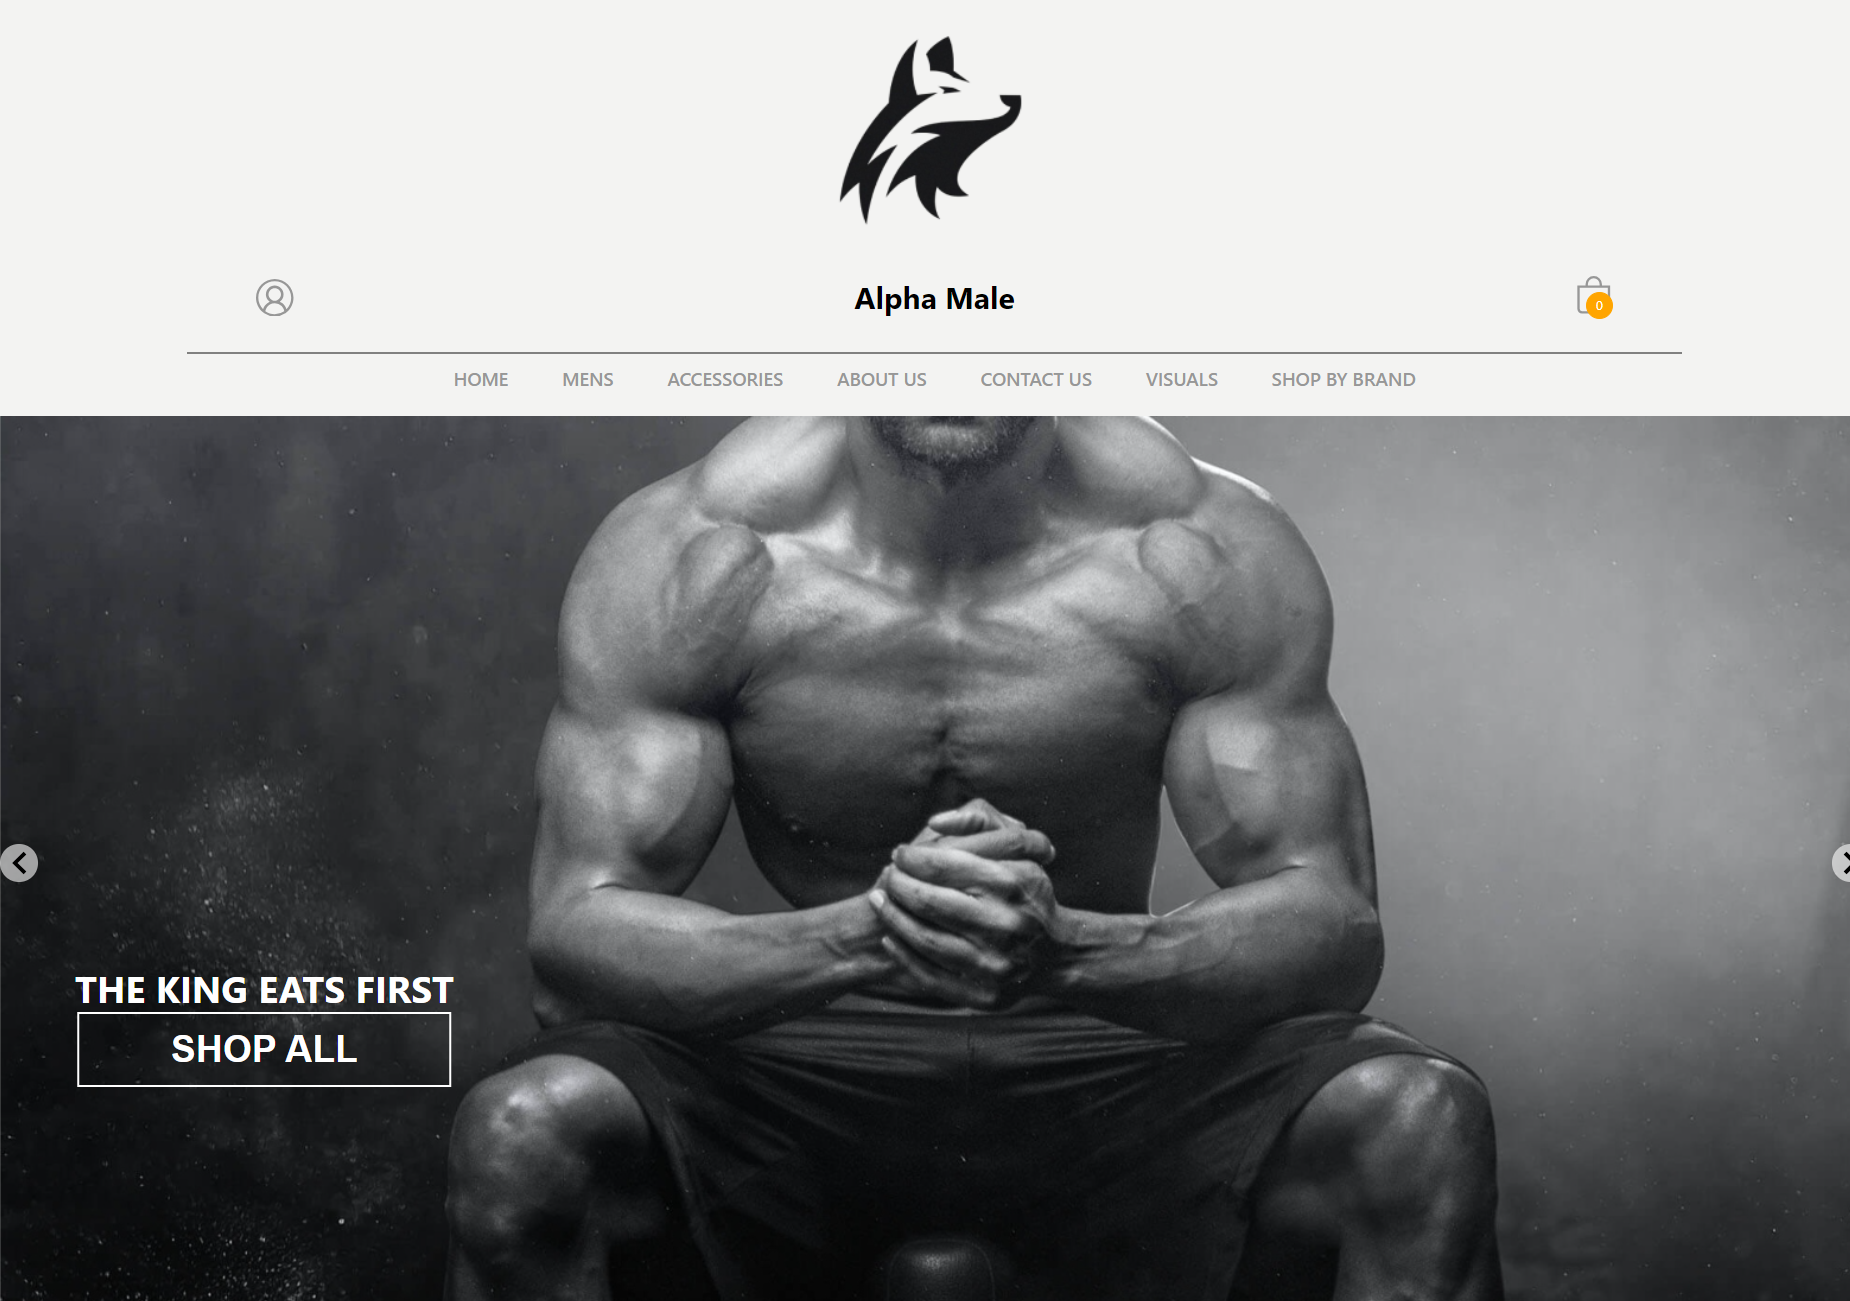 Alpha Male
0
HOME MENS ACCESSORIES ABOUT US CONTACT US VISUALS SHOP BY BRAND
THE KING EATS FIRST
SHOP ALL